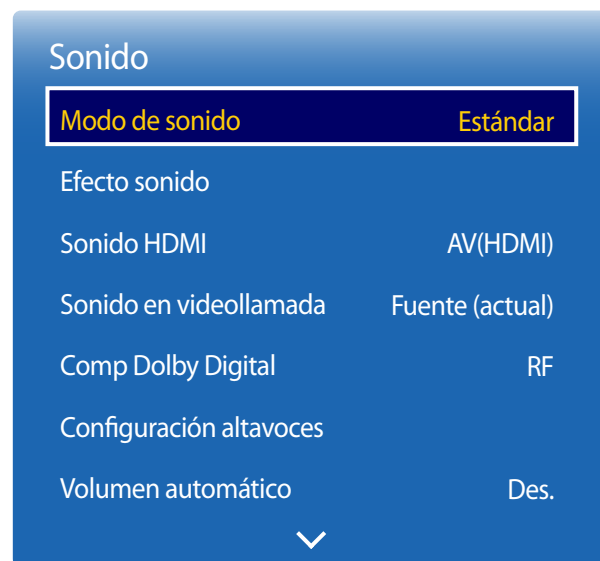 Sonido
Modo de sonido Estándar
Efecto sonido
Sonido HDMI AV(HDMI)
Sonido en videollamada Fuente (actual)
Comp Dolby Digital RF
Configuración altavoces
Volumen automático Des.